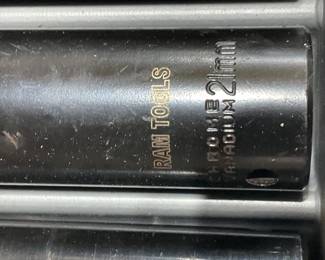 RAM TOOLS
CHROME
VANADIUM
21mm